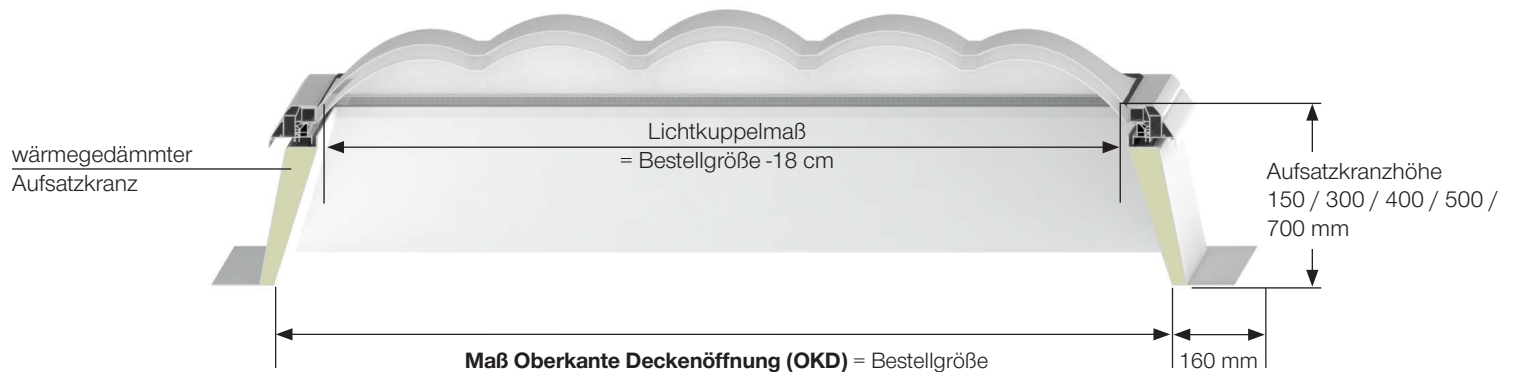 Lichtkuppelmaß
= Bestellgröße -18 cm
wärmegedämmter
Aufsatzkranz
Aufsatzkranzhöhe
150 / 300 / 400 / 500 /
700 mm
Maß Oberkante Deckenöffnung (OKD) = Bestellgröße
160 mm